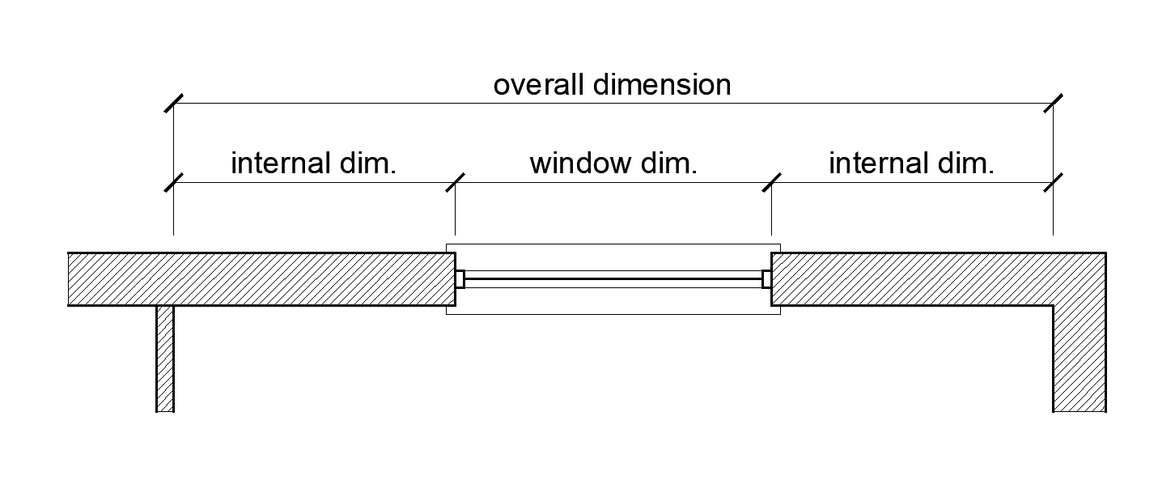 overall dimension
internal dim. window dim. internal dim.